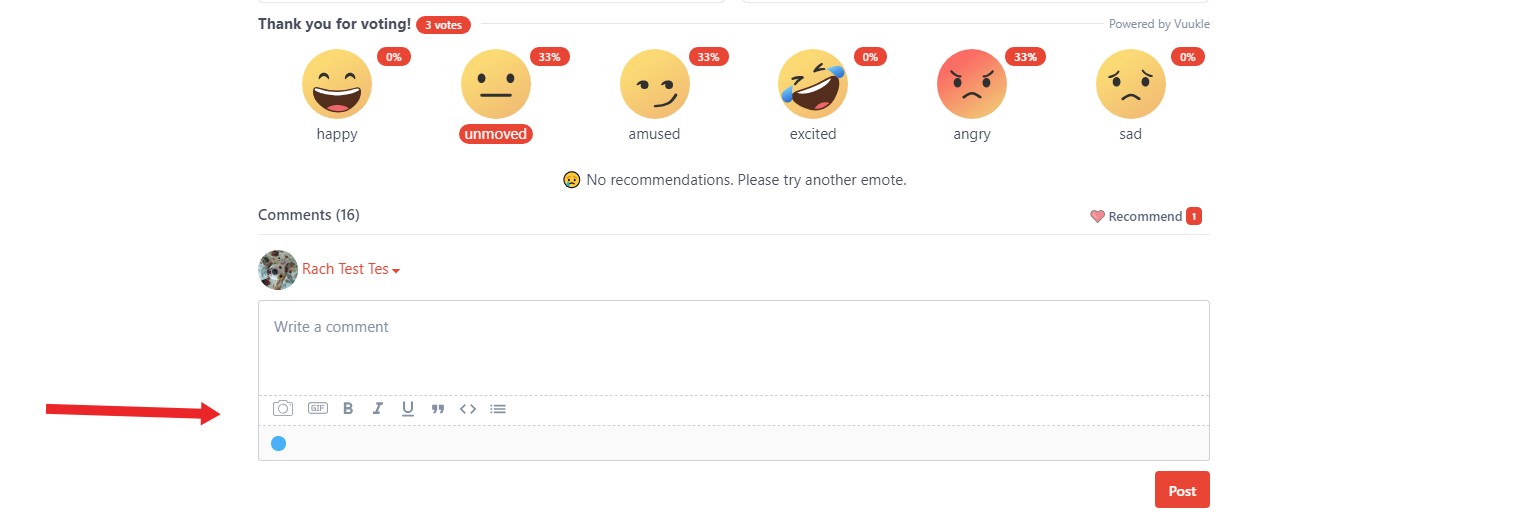 Thank you for voting! 3 votes Powered by Vuukle
0% 33% 33% 0% 33% 0%
happy unmoved amused excited angry sad
No recommendations. Please try another emote.
Comments (16) Recommend 1
Rach Test Tes
Write a comment
GIF B I U
Post